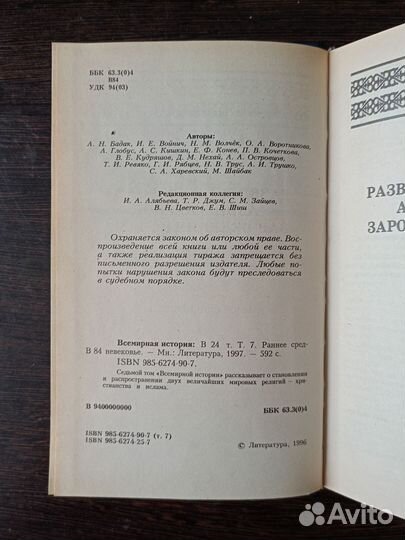 ББК 63.3(0)4
В84
УДК 94(03)
Авторы:
А. Н. Бадак, И. Е. Войнич, Н. М. Волчёк, О. А. Воротникова,
А. Глобус, А. С. Кишкин, Е. Ф. Конев, П. В. Кочеткова,
В. Е. Кудряшов, Д. М. Нехай, А. А. Островцов,
Т. И. Ревяко, Г. И. Рябцев, Н. В. Трус, А. И. Трушко,
С. А. Харевский, М. Шайбак
Редакционная коллегия:
И. А. Алябьева, Т. Р. Джум, С. М. Зайцев,
В. Н. Цветков, Е. В. Шиш
Охраняется законом об авторском праве. Вос-
произведение всей книги или любой ее части,
а также реализация тиража запрещается без
письменного разрешения издателя. Любые по-
пытки нарушения закона будут преследоваться
в судебном порядке.
Всемирная история: В 24 т. Т. 7. Раннее сред-
В 84 невековье. — Мн.: Литература, 1997. — 592 с.
ISBN 985-6274-90-7.
Седьмой том «Всемирной истории» рассказывает о становлении
и распространении двух величайших мировых религий — хри-
стианства и ислама.
В 9400000000
ББК 63.3(0)4
ISBN 985-6274-90-7 (т. 7)
ISBN 985-6274-25-7
© Литература, 1996
РАЗВ
А
ЗАРО
Avito